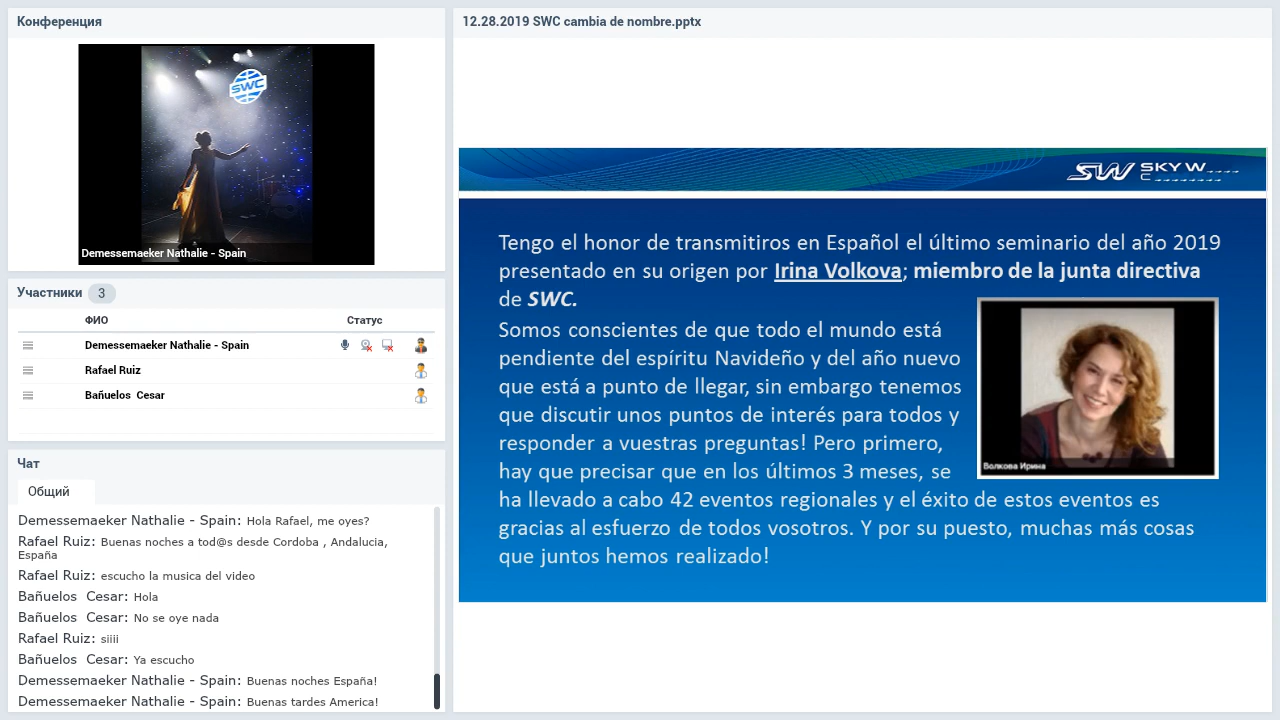 Конференция
SWC
Demessemaeker Nathalie - Spain
Участники 3
ФИО Статус
Demessemaeker Nathalie - Spain
Rafael Ruiz
Bañuelos Cesar
Чат
Общий
Demessemaeker Nathalie - Spain: Hola Rafael, me oyes?
Rafael Ruiz: Buenas noches a tod@s desde Cordoba , Andalucia,
España
Rafael Ruiz: escucho la musica del video
Bañuelos Cesar: Hola
Bañuelos Cesar: No se oye nada
Rafael Ruiz: siiii
Bañuelos Cesar: Ya escucho
Demessemaeker Nathalie - Spain: Buenas noches España!
Demessemaeker Nathalie - Spain: Buenas tardes America!
12.28.2019 SWC cambia de nombre.pptx
SW SKY W.....
C.........
Tengo el honor de transmitiros en Español el último seminario del año 2019
presentado en su origen por Irina Volkova; miembro de la junta directiva
de SWC.
Somos conscientes de que todo el mundo está
pendiente del espíritu Navideño y del año nuevo
que está a punto de llegar, sin embargo tenemos
que discutir unos puntos de interés para todos y
responder a vuestras preguntas! Pero primero,
hay que precisar que en los últimos 3 meses, se
ha llevado a cabo 42 eventos regionales y el éxito de estos eventos es
gracias al esfuerzo de todos vosotros. Y por su puesto, muchas más cosas
que juntos hemos realizado!
Волкова Ирина